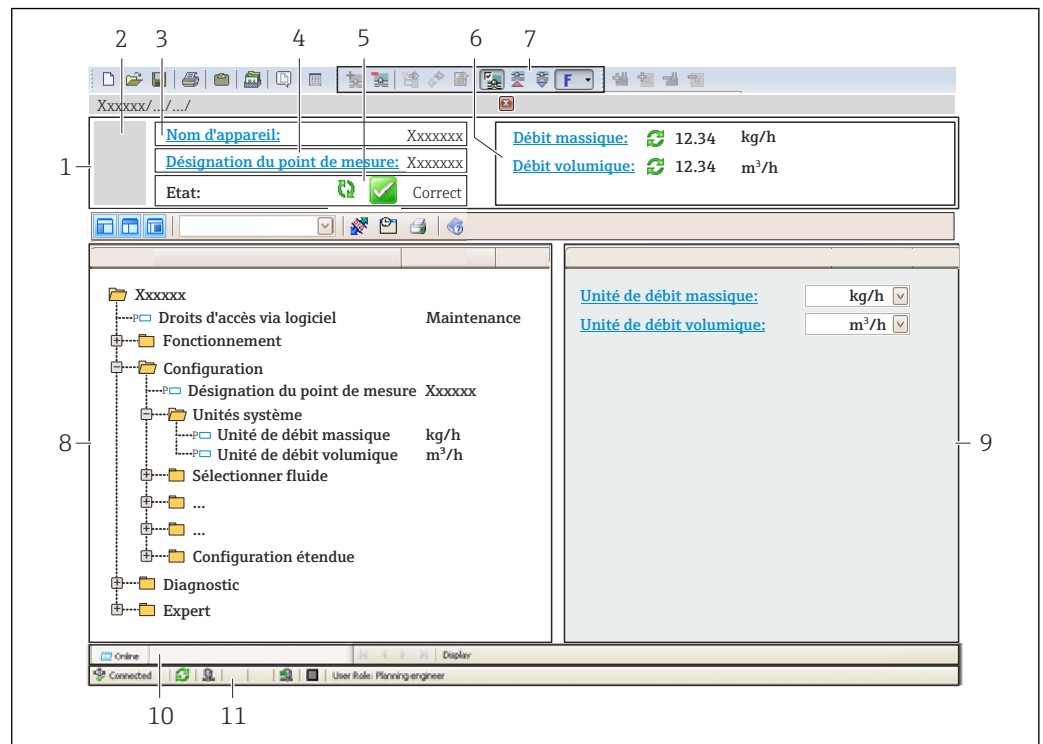 2 3 4 5 6 7
F
Xxxxxx/.../.../
1
Nom d'appareil: Xxxxxxx
Désignation du point de mesure: Xxxxxxx
Etat: Correct
Débit massique: 12.34 kg/h
Débit volumique: 12.34 m³/h
Xxxxxx
P Droits d'accès via logiciel Maintenance
Fonctionnement
Configuration
P Désignation du point de mesure Xxxxxx
Unités système
P Unité de débit massique kg/h
P Unité de débit volumique m³/h
Sélectionner fluide
...
...
Configuration étendue
Diagnostic
Expert
8
Unité de débit massique: kg/h
Unité de débit volumique: m³/h
9
Online Display
Connected User Role: Planning engineer
10 11